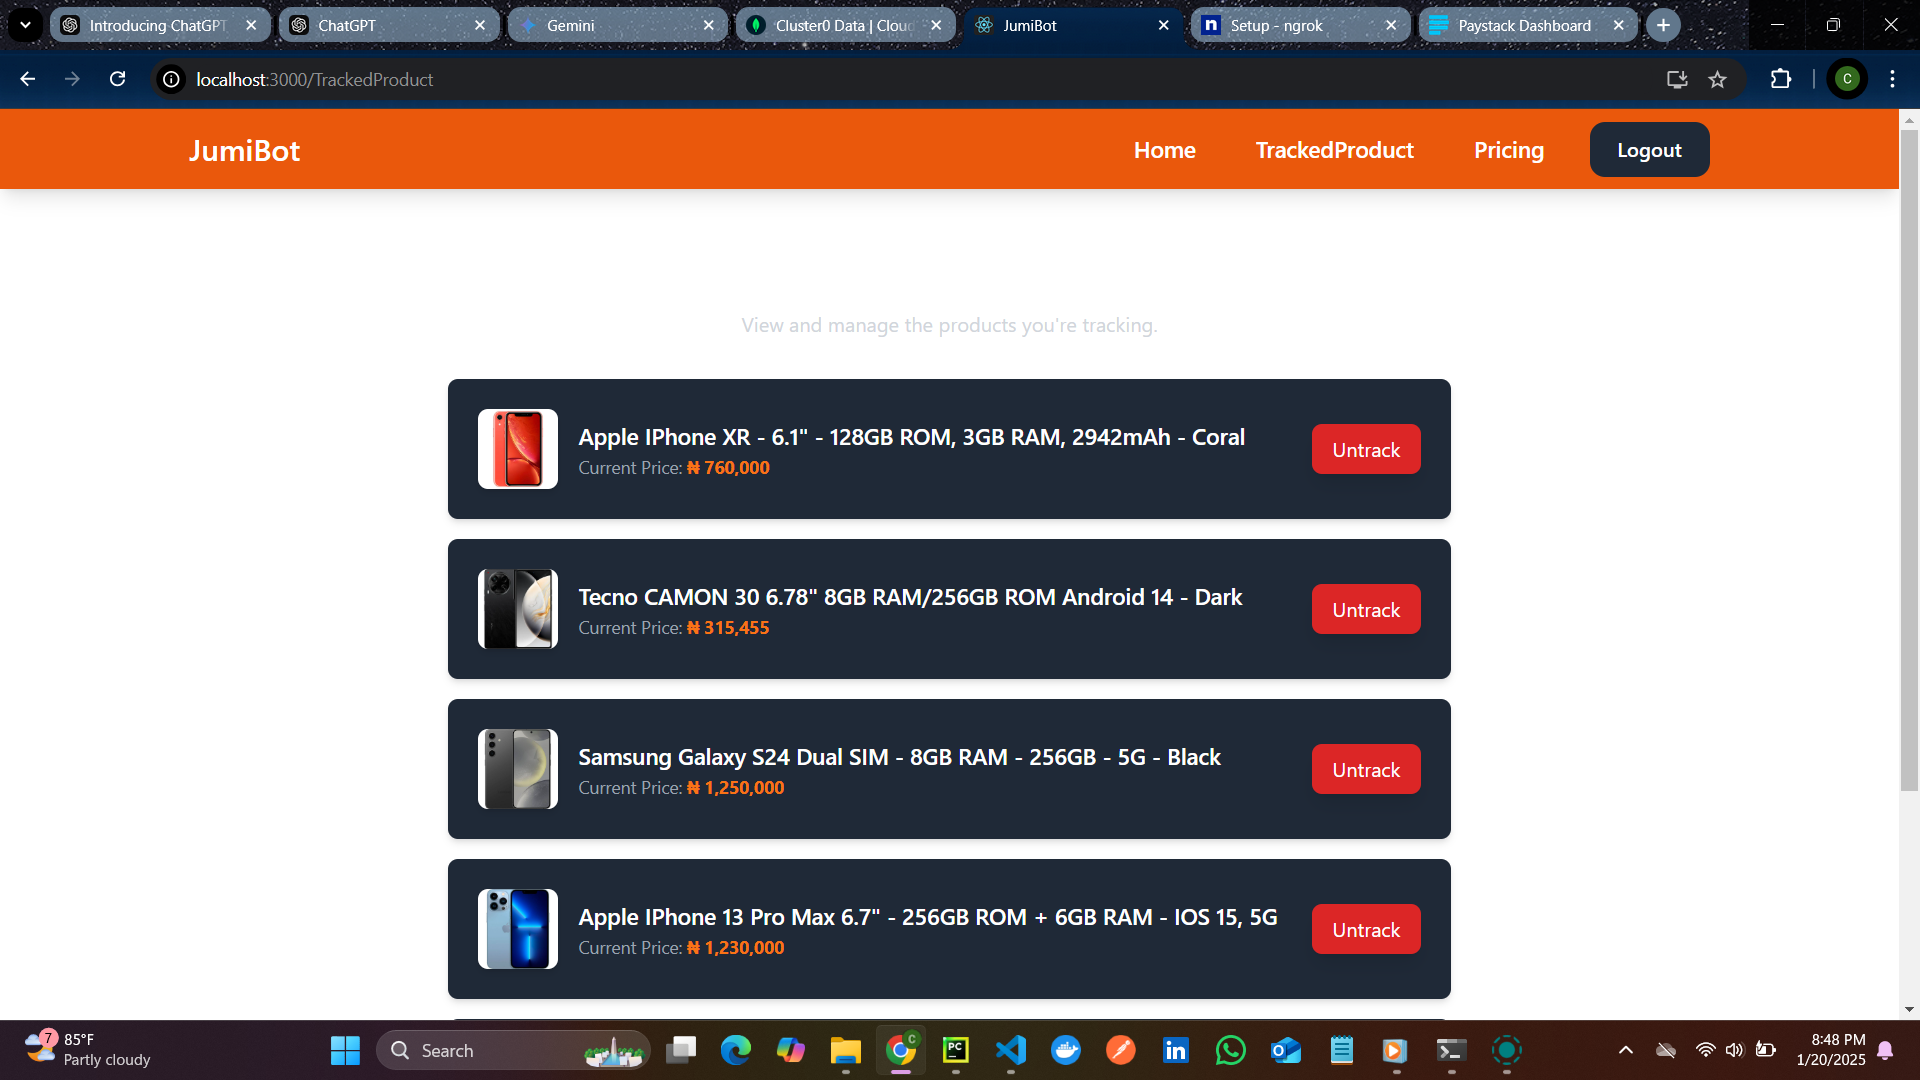 Introducing ChatGPT
ChatGPT
Gemini
Cluster0 Data | Clou
JumiBot
Setup - ngrok
Paystack Dashboard
localhost:3000/TrackedProduct
C
JumiBot
Home
TrackedProduct
Pricing
Logout
View and manage the products you're tracking.
Apple IPhone XR - 6.1" - 128GB ROM, 3GB RAM, 2942mAh - Coral
Current Price: ₦ 760,000
Untrack
Tecno CAMON 30 6.78" 8GB RAM/256GB ROM Android 14 - Dark
Current Price: ₦ 315,455
Untrack
Samsung Galaxy S24 Dual SIM - 8GB RAM - 256GB - 5G - Black
Current Price: ₦ 1,250,000
Untrack
Apple IPhone 13 Pro Max 6.7" - 256GB ROM + 6GB RAM - IOS 15, 5G
Current Price: ₦ 1,230,000
Untrack
7
85°F
Partly cloudy
Search
C
PC
in
8:48 PM
1/20/2025